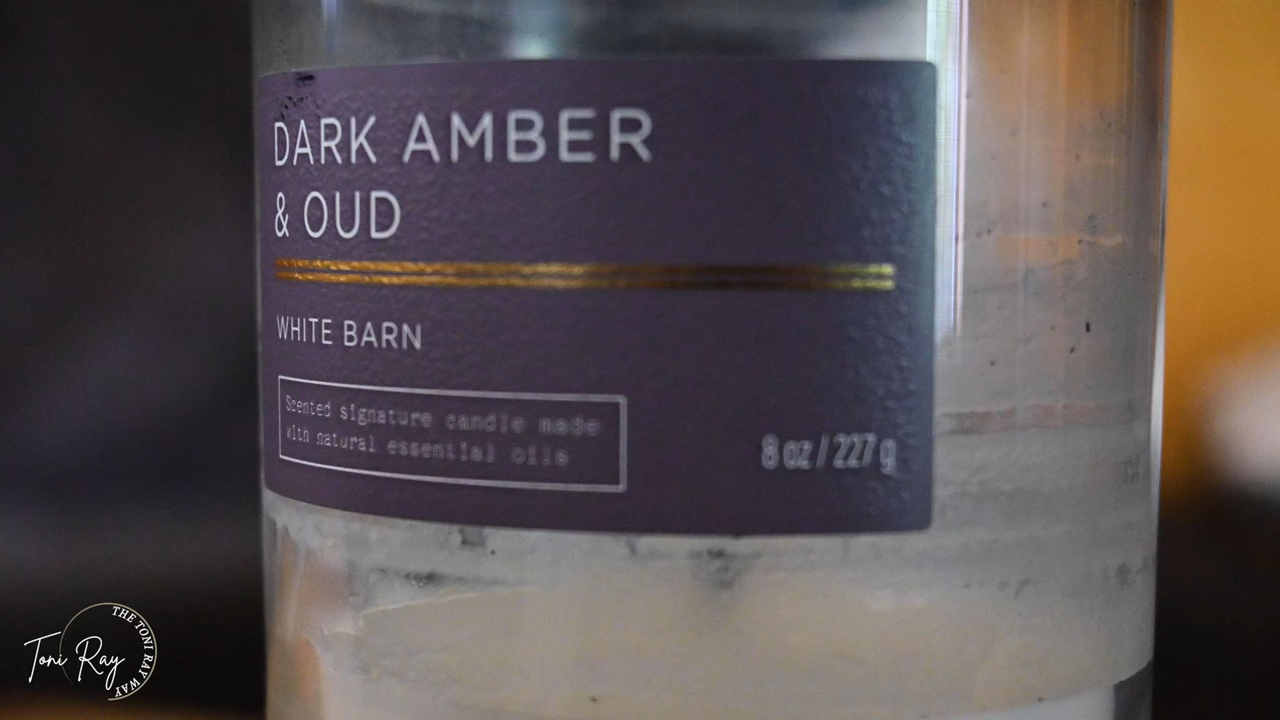 DARK AMBER
& OUD
WHITE BARN
Scented signature candle made
with natural essential oils
8 oz / 227 g
Toni Ray
THE TONI RAY WAY